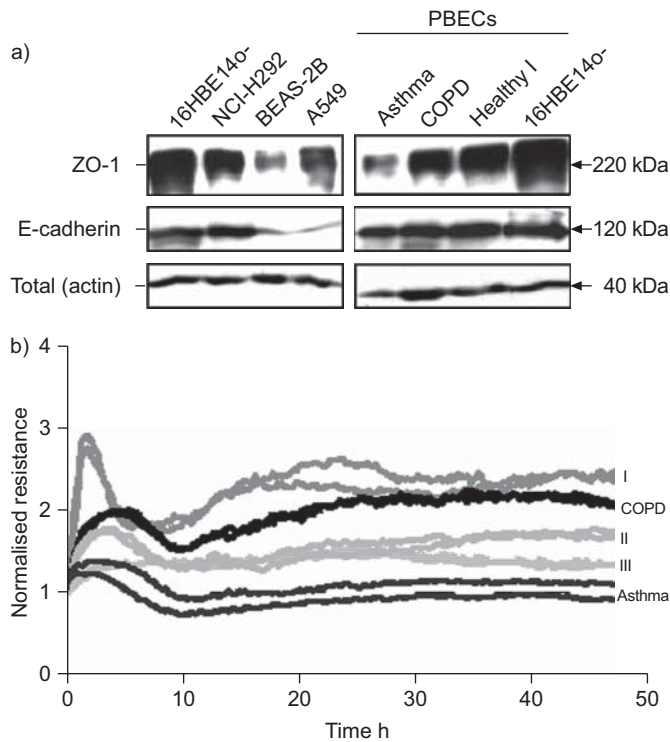 PBECs
a)
16HBE14o-
NCI-H292
BEAS-2B
A549
Asthma
COPD
Healthy I
16HBE14o-
ZO-1
220 kDa
E-cadherin
120 kDa
Total (actin)
40 kDa
b)
4
3
2
1
0
Normalised resistance
I
COPD
II
III
Asthma
0
10
20
30
40
50
Time h